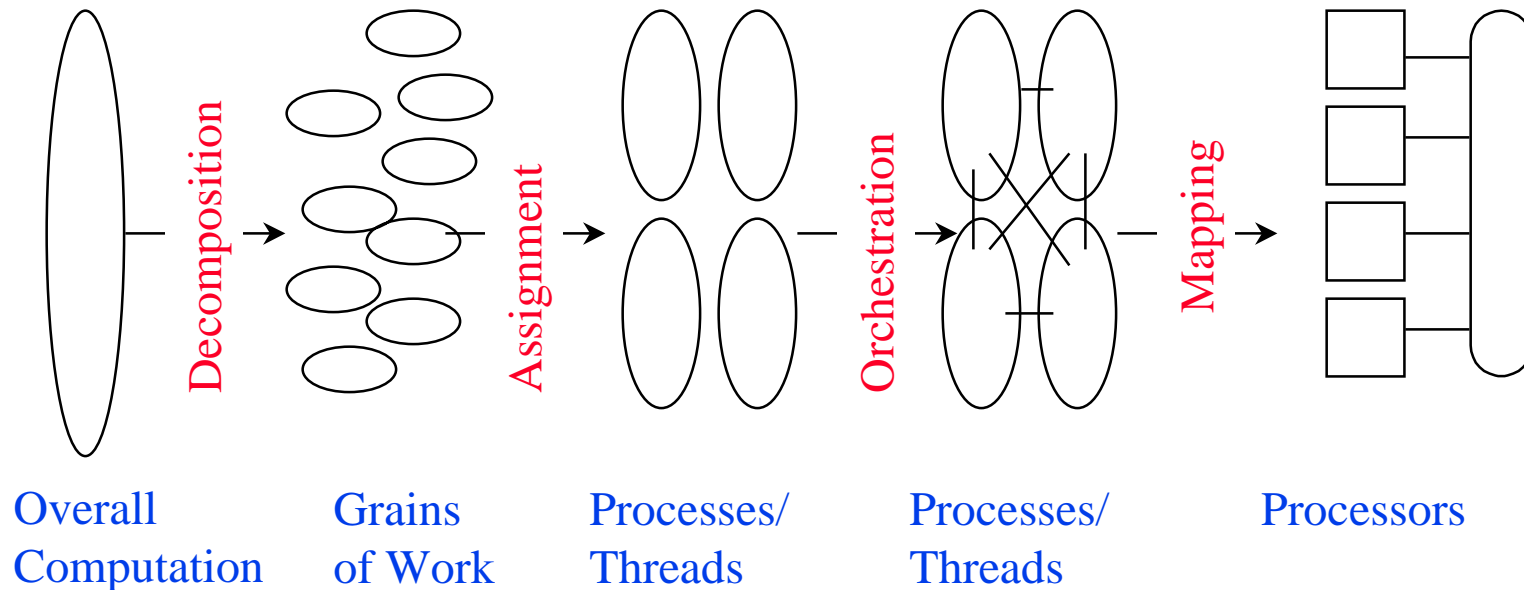 Decomposition
Assignment
Orchestration
Mapping
Overall
Computation
Grains
of Work
Processes/
Threads
Processes/
Threads
Processors